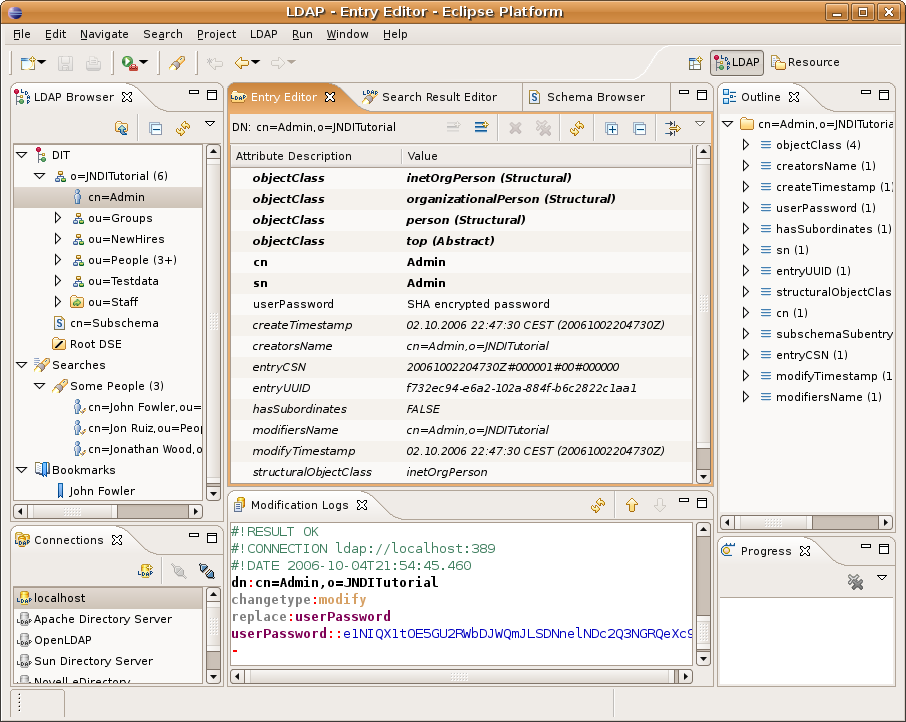 LDAP - Entry Editor - Eclipse Platform
File Edit Navigate Search Project LDAP Run Window Help
LDAP Resource
LDAP Browser
DIT
o=JNDITutorial (6)
cn=Admin
ou=Groups
ou=NewHires
ou=People (3+)
ou=Testdata
ou=Staff
cn=Subschema
Root DSE
Searches
Some People (3)
cn=John Fowler,ou=
cn=Jon Ruiz,ou=Peop
cn=Jonathan Wood,o
Bookmarks
John Fowler
Connections
LDAP
localhost
Apache Directory Server
OpenLDAP
Sun Directory Server
Novell eDirectory
Entry Editor Search Result Editor Schema Browser
DN: cn=Admin,o=JNDITutorial
Attribute Description Value
objectClass inetOrgPerson (Structural)
objectClass organizationalPerson (Structural)
objectClass person (Structural)
objectClass top (Abstract)
cn Admin
sn Admin
userPassword SHA encrypted password
createTimestamp 02.10.2006 22:47:30 CEST (20061002204730Z)
creatorsName cn=Admin,o=JNDITutorial
entryCSN 20061002204730Z#000001#00#000000
entryUUID f732ec94-e6a2-102a-884f-b6c2822c1aa1
hasSubordinates FALSE
modifiersName cn=Admin,o=JNDITutorial
modifyTimestamp 02.10.2006 22:47:30 CEST (20061002204730Z)
structuralObjectClass inetOrgPerson
Modification Logs
#!RESULT OK
#!CONNECTION ldap://localhost:389
#!DATE 2006-10-04T21:54:45.460
dn:cn=Admin,o=JNDITutorial
changetype:modify
replace:userPassword
userPassword::e1NIQX1tOE5GU2RWbDJWQmJLSDNnelNDc2Q3NGRQeXc9
-
Outline
cn=Admin,o=JNDITutoria
objectClass (4)
creatorsName (1)
createTimestamp (1)
userPassword (1)
hasSubordinates (1)
sn (1)
entryUUID (1)
structuralObjectClas
cn (1)
subschemaSubentry
entryCSN (1)
modifyTimestamp (1
modifiersName (1)
Progress